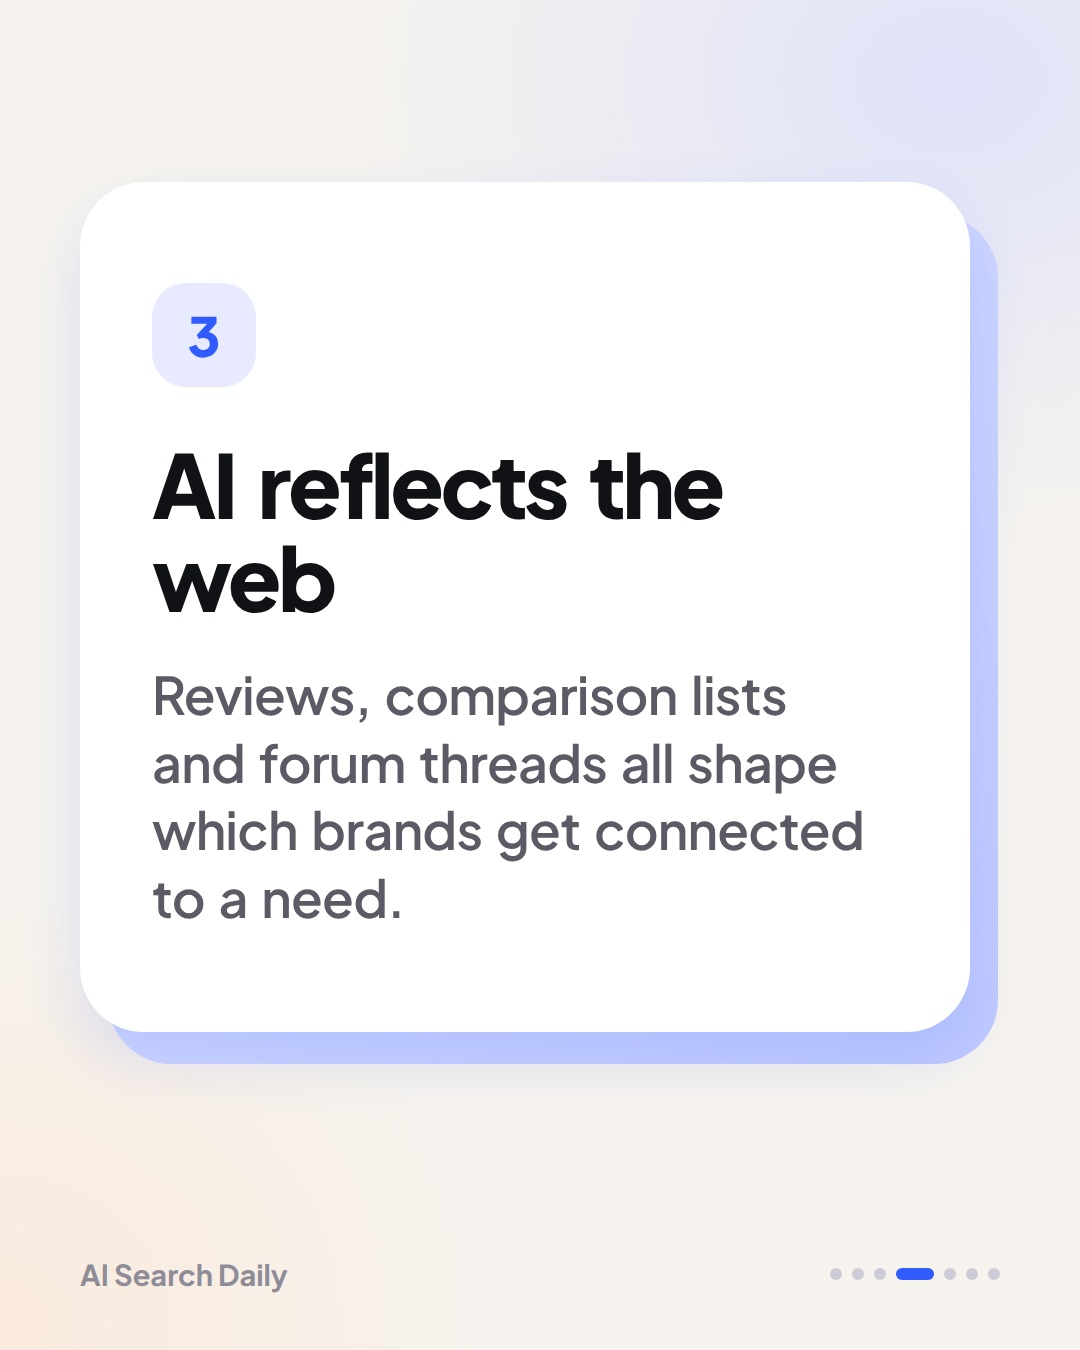 3
AI reflects the
web
Reviews, comparison lists
and forum threads all shape
which brands get connected
to a need.
AI Search Daily